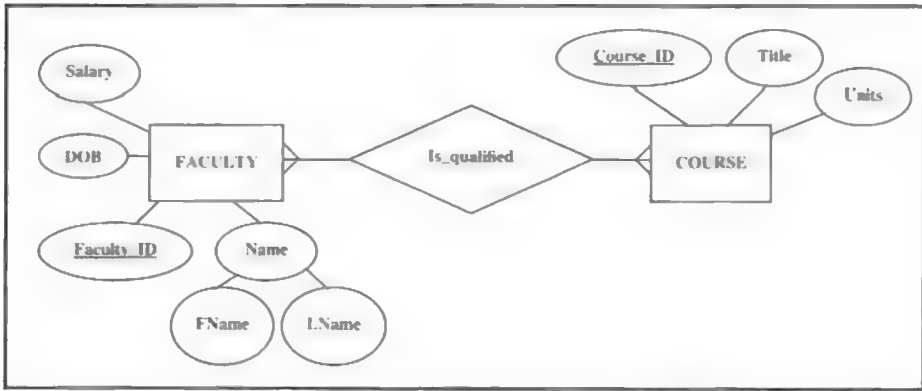 Salary
DOB
FACULTY
Faculty_ID
Name
FName
LName
Is_qualified
Course_ID
Title
Units
COURSE